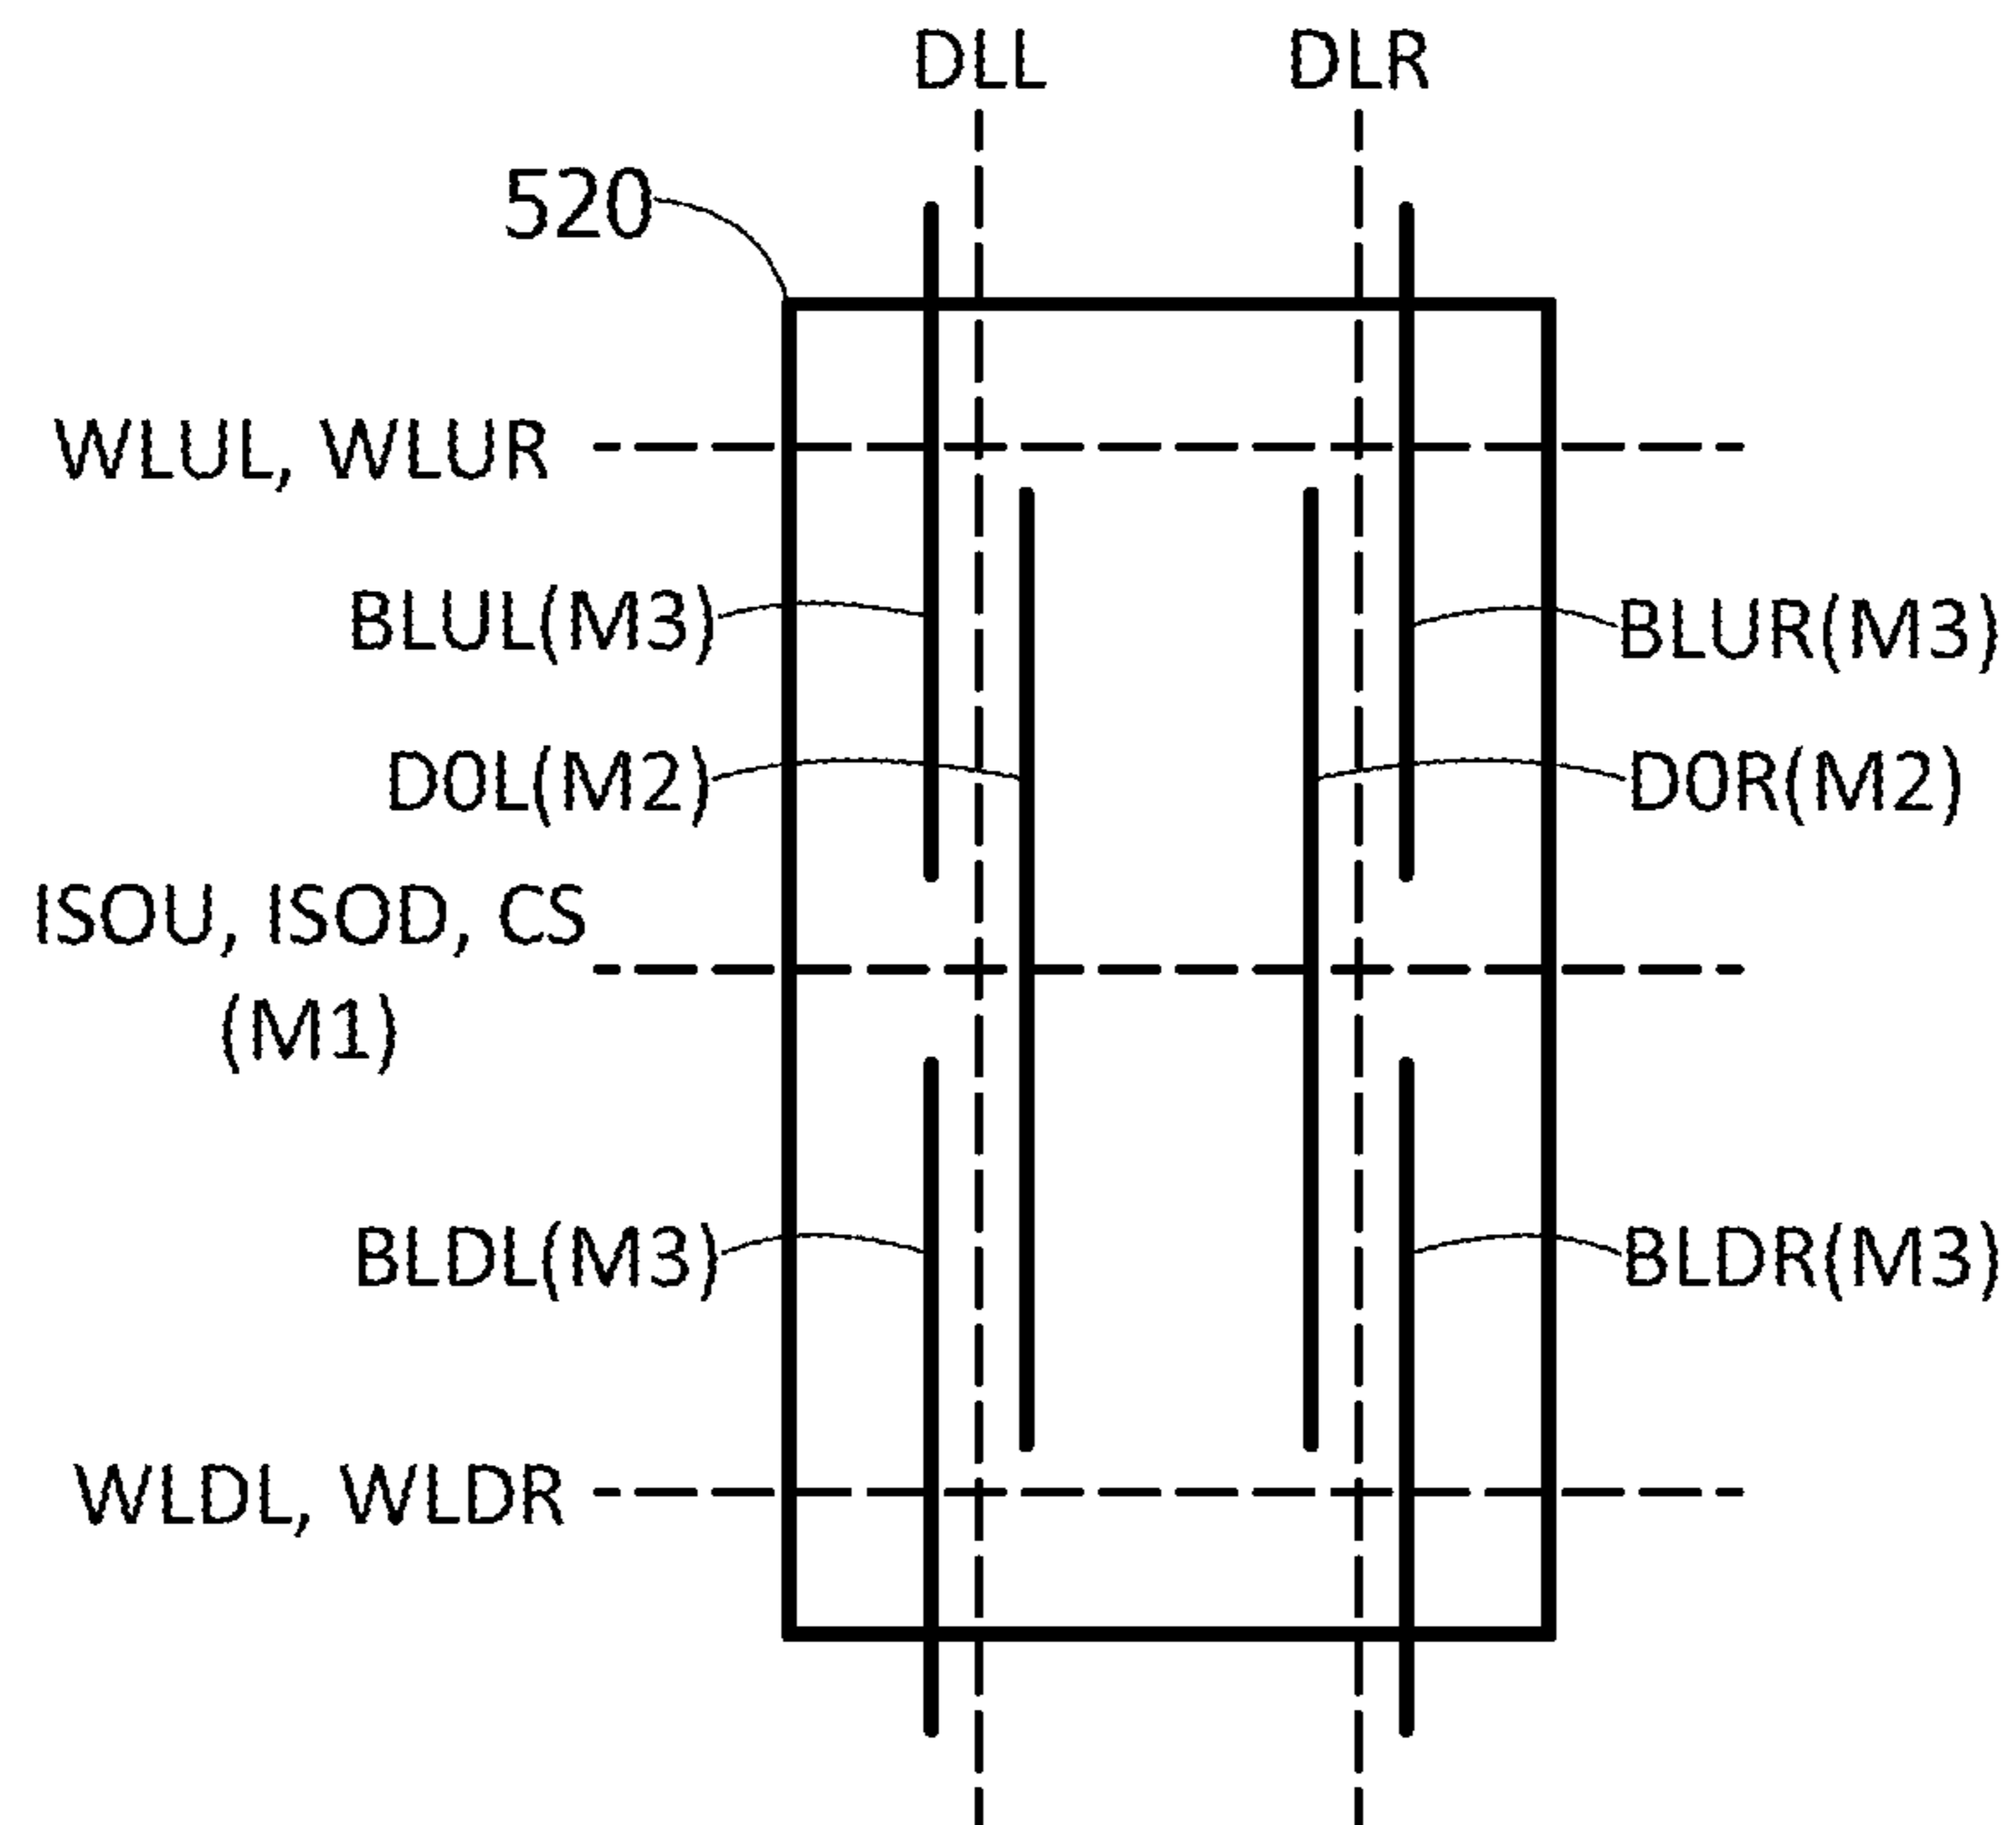 DLL DLR
520
WLUL, WLUR
BLUL(M3) BLUR(M3)
D0L(M2) D0R(M2)
ISOU, ISOD, CS
(M1)
BLDL(M3) BLDR(M3)
WLDL, WLDR